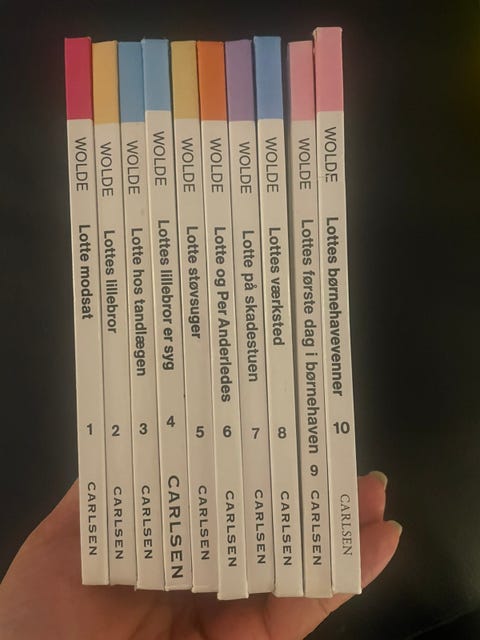 WOLDE Lotte modsat 1 CARLSEN
WOLDE Lottes lillebror 2 CARLSEN
WOLDE Lotte hos tandlægen 3 CARLSEN
WOLDE Lottes lillebror er syg 4 CARLSEN
WOLDE Lotte støvsuger 5 CARLSEN
WOLDE Lotte og Per Anderledes 6 CARLSEN
WOLDE Lotte på skadestuen 7 CARLSEN
WOLDE Lottes værksted 8 CARLSEN
WOLDE Lottes første dag i børnehaven 9 CARLSEN
WOLDE Lottes børnehavevenner 10 CARLSEN